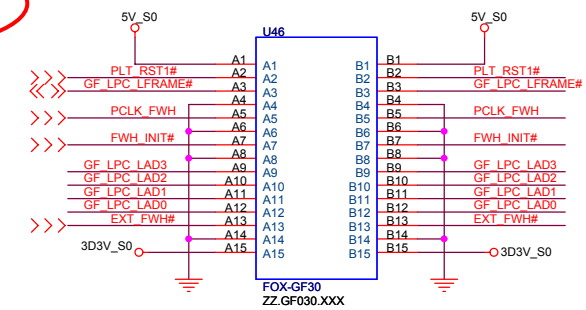 5V_S0 5V_S0
U46
A1 A1 B1 B1
PLT_RST1# A2 A2 B2 B2 PLT_RST1#
GF_LPC_LFRAME# A3 A3 B3 B3 GF_LPC_LFRAME#
A4 A4 B4 B4
PCLK_FWH A5 A5 B5 B5 PCLK_FWH
A6 A6 B6 B6
FWH_INIT# A7 A7 B7 B7 FWH_INIT#
A8 A8 B8 B8
GF_LPC_LAD3 A9 A9 B9 B9 GF_LPC_LAD3
GF_LPC_LAD2 A10 A10 B10 B10 GF_LPC_LAD2
GF_LPC_LAD1 A11 A11 B11 B11 GF_LPC_LAD1
GF_LPC_LAD0 A12 A12 B12 B12 GF_LPC_LAD0
EXT_FWH# A13 A13 B13 B13 EXT_FWH#
A14 A14 B14 B14
3D3V_S0 A15 A15 B15 B15 3D3V_S0
FOX-GF30
ZZ.GF030.XXX